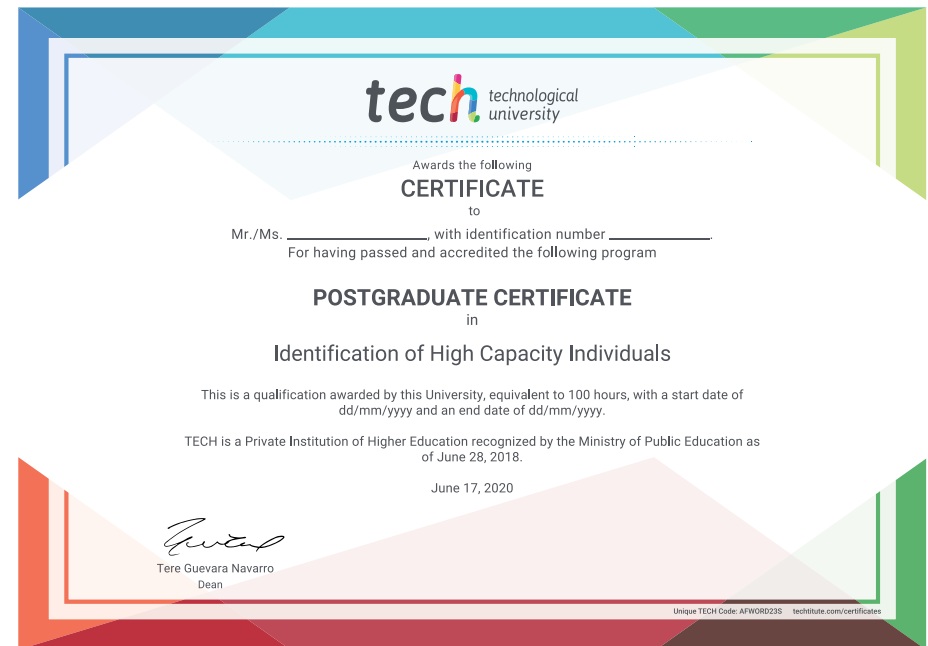 tech technological
university
Awards the following
CERTIFICATE
to
Mr./Ms. ____________________, with identification number ______________.
For having passed and accredited the following program
POSTGRADUATE CERTIFICATE
in
Identification of High Capacity Individuals
This is a qualification awarded by this University, equivalent to 100 hours, with a start date of
dd/mm/yyyy and an end date of dd/mm/yyyy.
TECH is a Private Institution of Higher Education recognized by the Ministry of Public Education as
of June 28, 2018.
June 17, 2020
Tere Guevara Navarro
Dean
Unique TECH Code: AFWORD23S techtitute.com/certificates